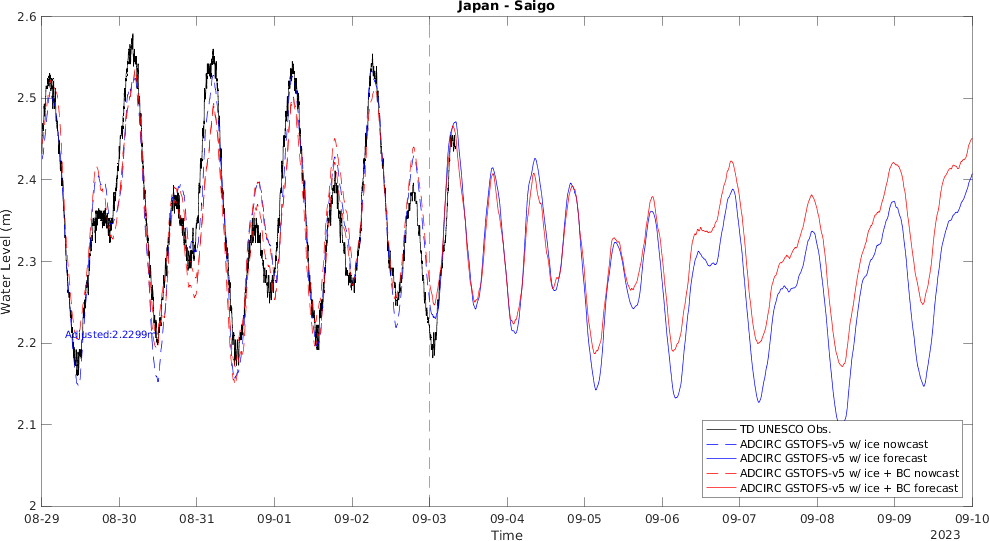 Japan - Saigo
Water Level (m)
2.6
2.5
2.4
2.3
2.2
2.1
2
Adjusted:2.2299m
TD UNESCO Obs.
ADCIRC GSTOFS-v5 w/ ice nowcast
ADCIRC GSTOFS-v5 w/ ice forecast
ADCIRC GSTOFS-v5 w/ ice + BC nowcast
ADCIRC GSTOFS-v5 w/ ice + BC forecast
08-29 08-30 08-31 09-01 09-02 09-03 09-04 09-05 09-06 09-07 09-08 09-09 09-10
Time
2023